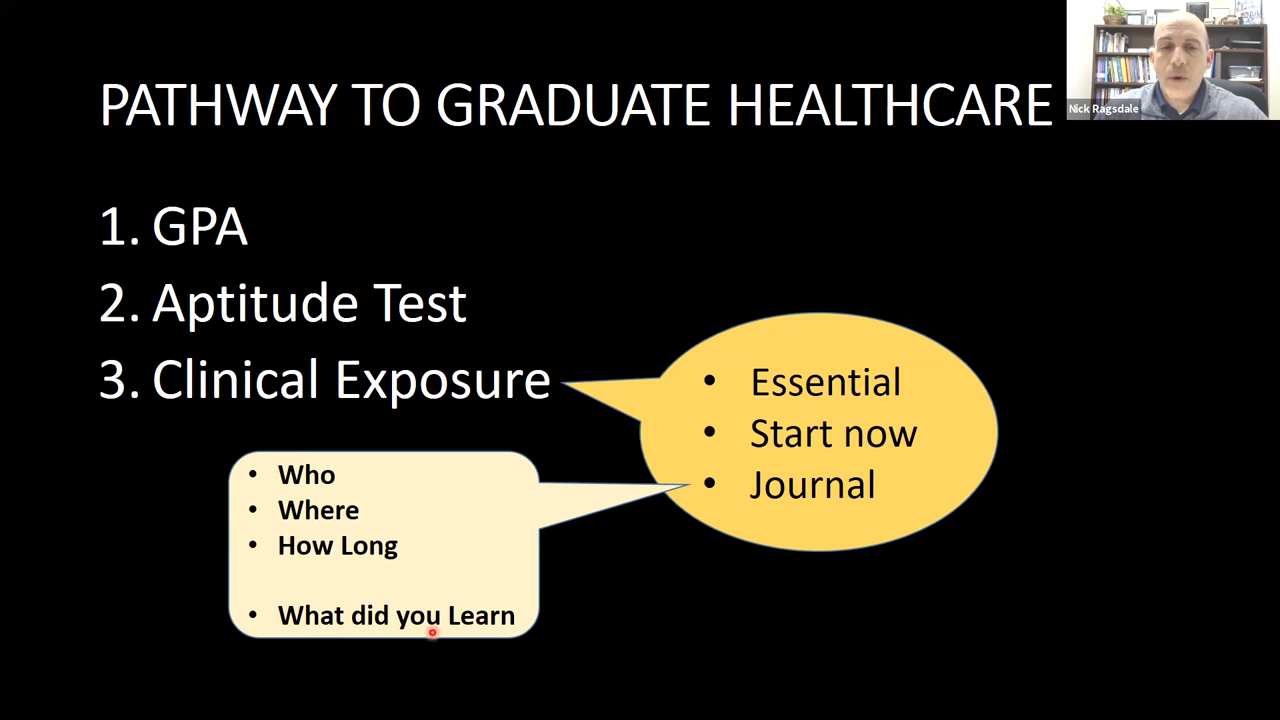 PATHWAY TO GRADUATE HEALTHCARE
Nick Ragsdale
1. GPA
2. Aptitude Test
3. Clinical Exposure
• Essential
• Start now
• Journal
• Who
• Where
• How Long
• What did you Learn